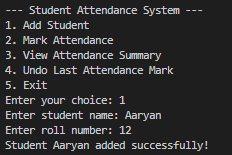 --- Student Attendance System ---
1. Add Student
2. Mark Attendance
3. View Attendance Summary
4. Undo Last Attendance Mark
5. Exit
Enter your choice: 1
Enter student name: Aaryan
Enter roll number: 12
Student Aaryan added successfully!